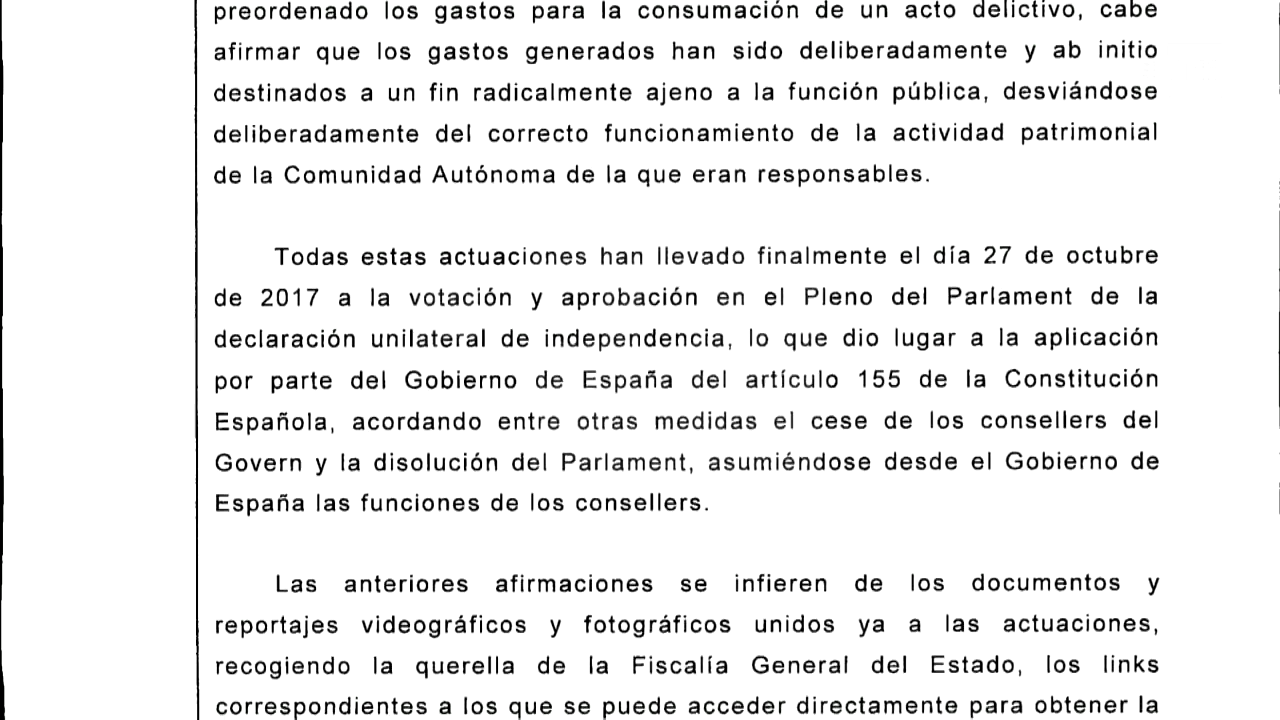 preordenado los gastos para la consumación de un acto delictivo, cabe
afirmar que los gastos generados han sido deliberadamente y ab initio
destinados a un fin radicalmente ajeno a la función pública, desviándose
deliberadamente del correcto funcionamiento de la actividad patrimonial
de la Comunidad Autónoma de la que eran responsables.
Todas estas actuaciones han llevado finalmente el día 27 de octubre
de 2017 a la votación y aprobación en el Pleno del Parlament de la
declaración unilateral de independencia, lo que dio lugar a la aplicación
por parte del Gobierno de España del artículo 155 de la Constitución
Española, acordando entre otras medidas el cese de los consellers del
Govern y la disolución del Parlament, asumiéndose desde el Gobierno de
España las funciones de los consellers.
Las anteriores afirmaciones se infieren de los documentos y
reportajes videográficos y fotográficos unidos ya a las actuaciones,
recogiendo la querella de la Fiscalía General del Estado, los links
correspondientes a los que se puede acceder directamente para obtener la